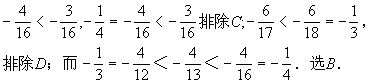 -4/16 < -3/16, -1/4 = -4/16 < -3/16 排除C, -6/17 < -6/18 = -1/3,
排除D; 而 -1/3 = -4/12 < -4/13 < -4/16 = -1/4. 选B.